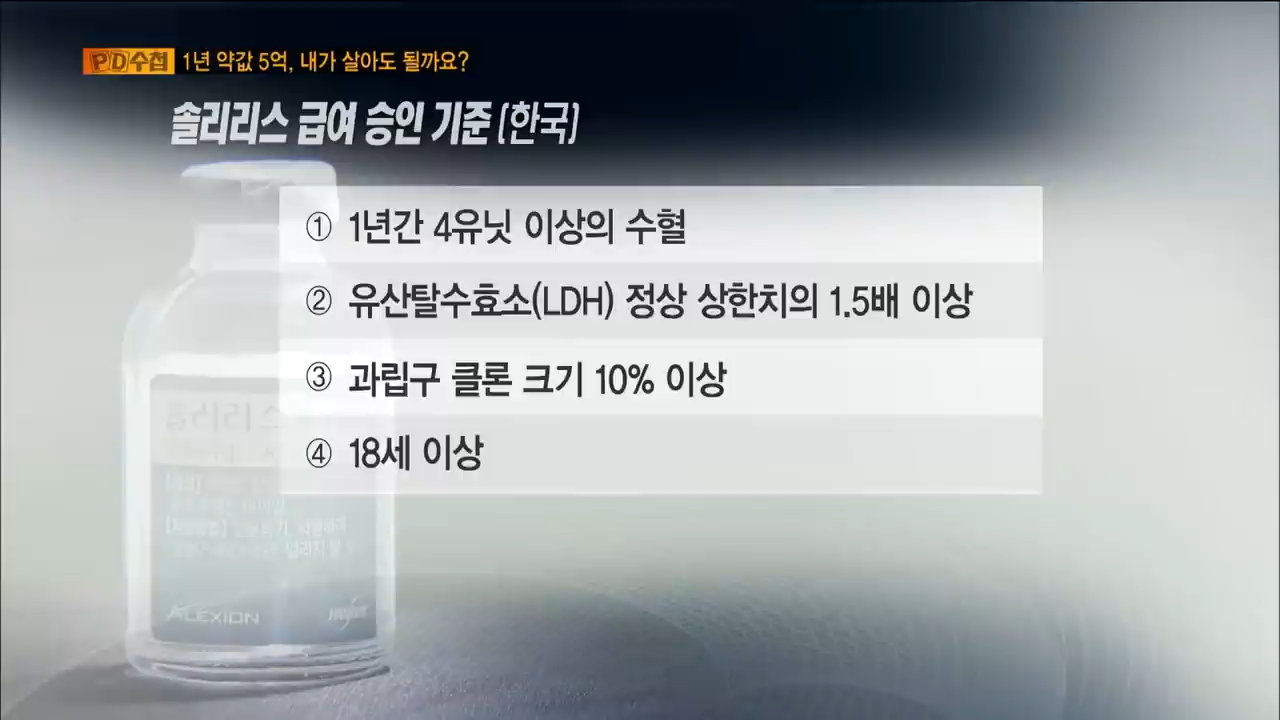 PD수첩 1년 약값 5억, 내가 살아도 될까요?
솔리리스 급여 승인 기준 (한국)
① 1년간 4유닛 이상의 수혈
② 유산탈수효소(LDH) 정상 상한치의 1.5배 이상
③ 과립구 클론 크기 10% 이상
④ 18세 이상
솔리리스
ALEXION